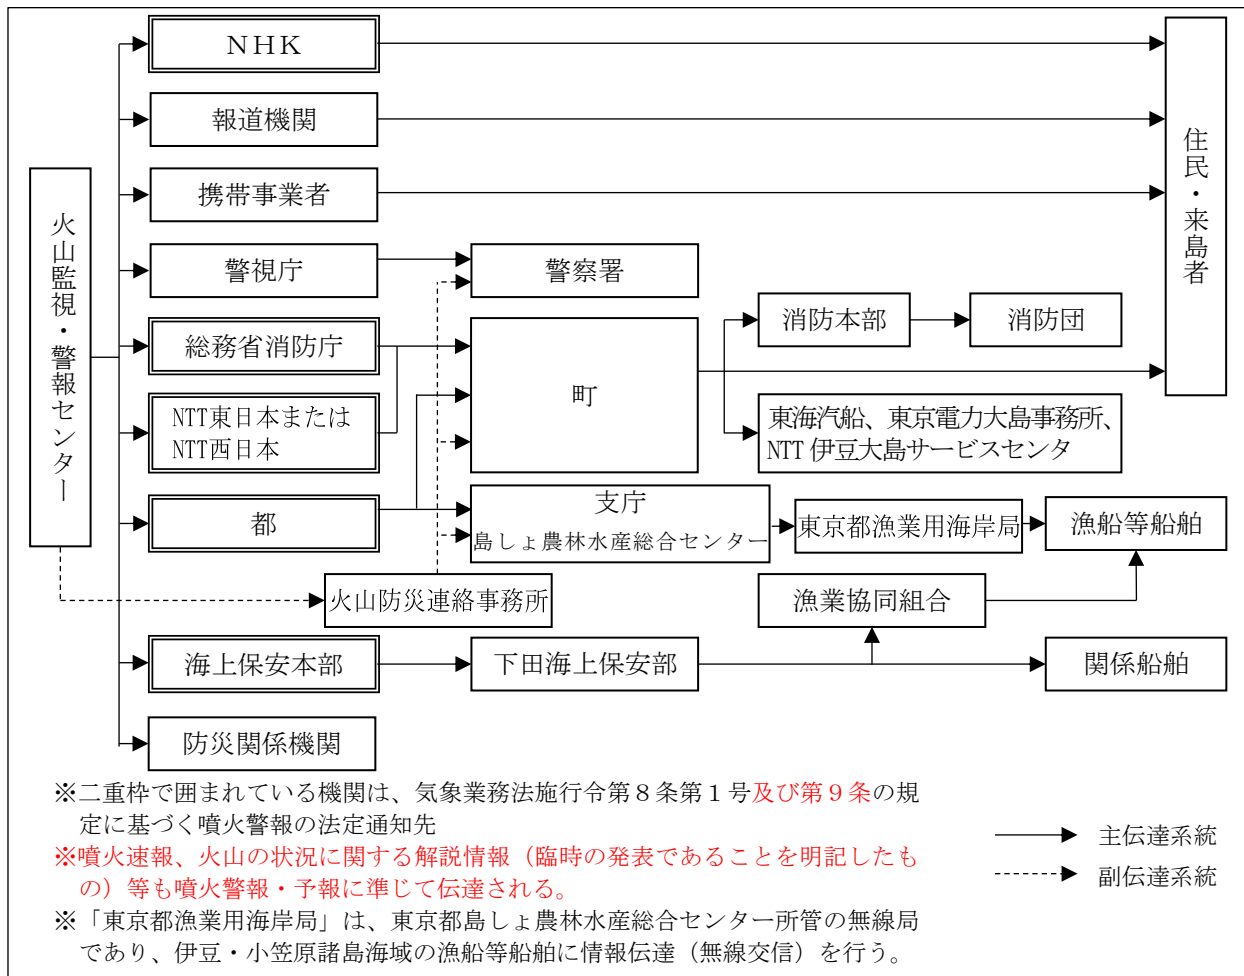 ＮＨＫ
報道機関
携帯事業者
警視庁
警察署
総務省消防庁
NTT東日本または
NTT西日本
都
火山監視・警報センター
住民・来島者
町
消防本部
消防団
東海汽船、東京電力大島事務所、
NTT 伊豆大島サービスセンタ
支庁
島しょ農林水産総合センター
東京都漁業用海岸局
漁船等船舶
火山防災連絡事務所
漁業協同組合
海上保安本部
下田海上保安部
関係船舶
防災関係機関
※二重枠で囲まれている機関は、気象業務法施行令第８条第１号及び第９条の規
定に基づく噴火警報の法定通知先
※噴火速報、火山の状況に関する解説情報（臨時の発表であることを明記したも
の）等も噴火警報・予報に準じて伝達される。
※「東京都漁業用海岸局」は、東京都島しょ農林水産総合センター所管の無線局
であり、伊豆・小笠原諸島海域の漁船等船舶に情報伝達（無線交信）を行う。
主伝達系統
副伝達系統